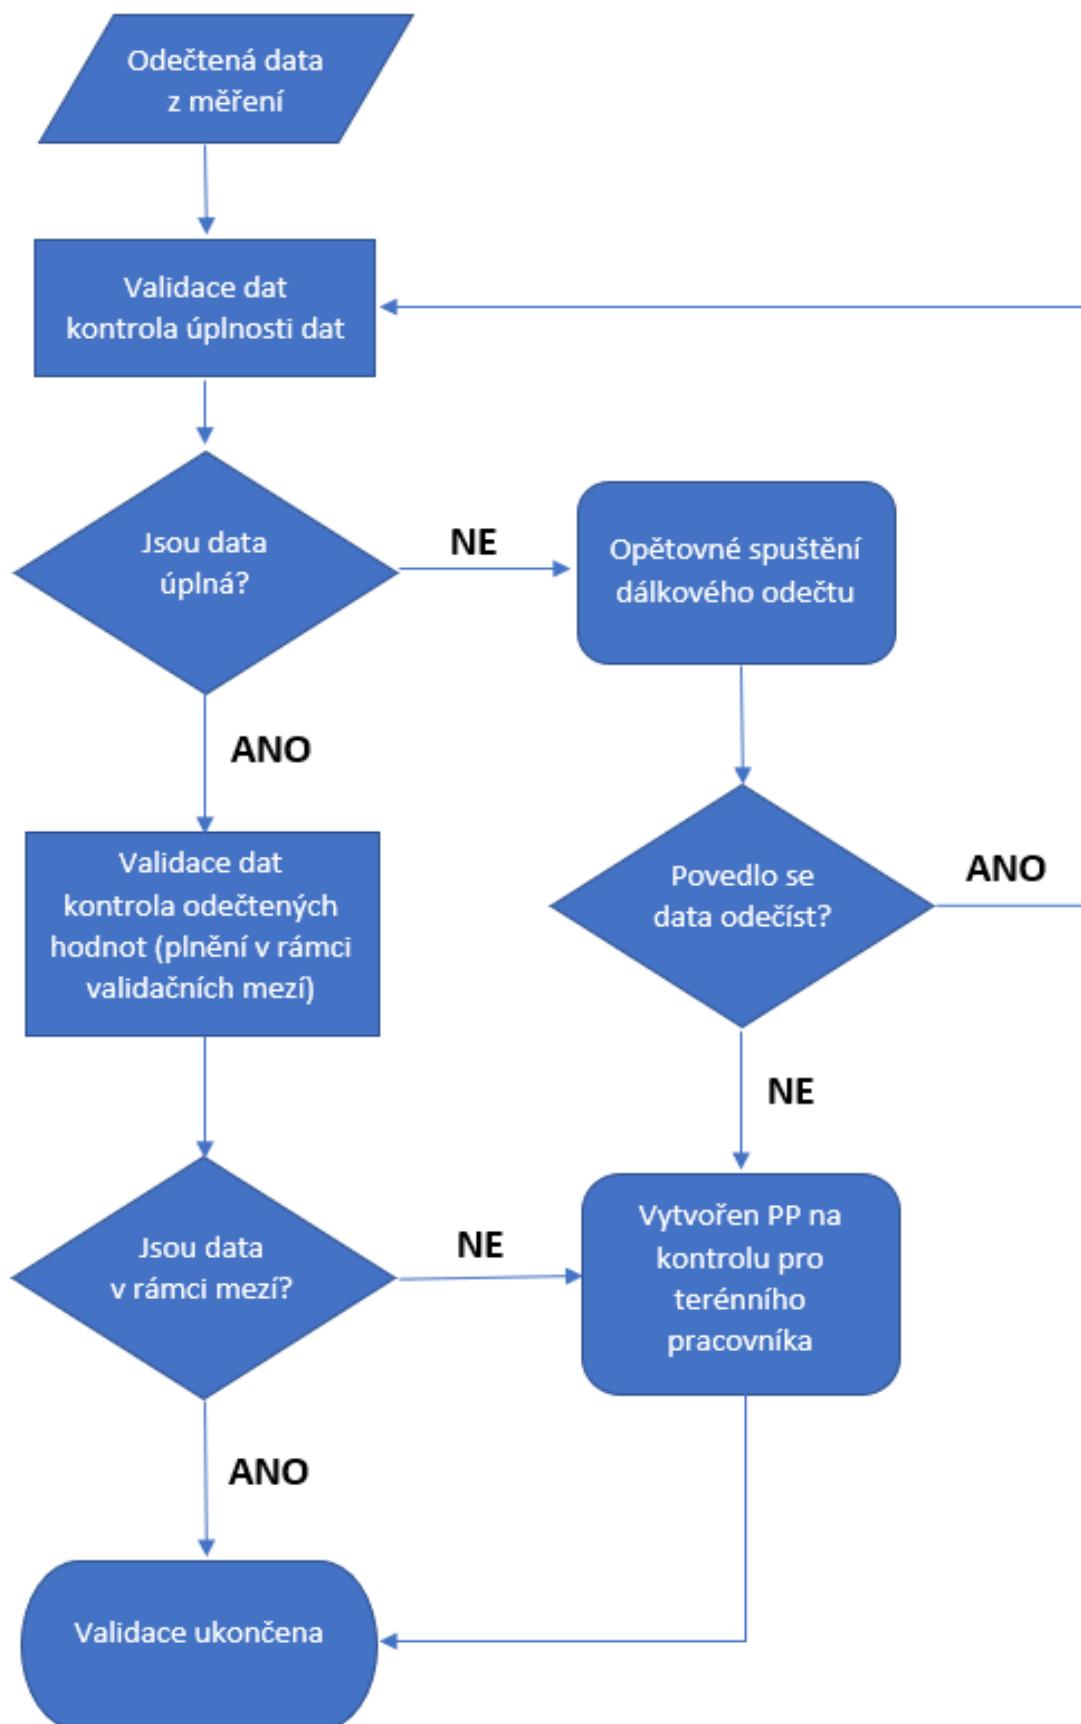 Odečtená data
z měření
Validace dat
kontrola úplnosti dat
Jsou data
úplná?
NE
Opětovné spuštění
dálkového odečtu
ANO
Validace dat
kontrola odečtených
hodnot (plnění v rámci
validačních mezí)
Povedlo se
data odečíst?
ANO
NE
Jsou data
v rámci mezí?
NE
Vytvořen PP na
kontrolu pro
terénního
pracovníka
ANO
Validace ukončena